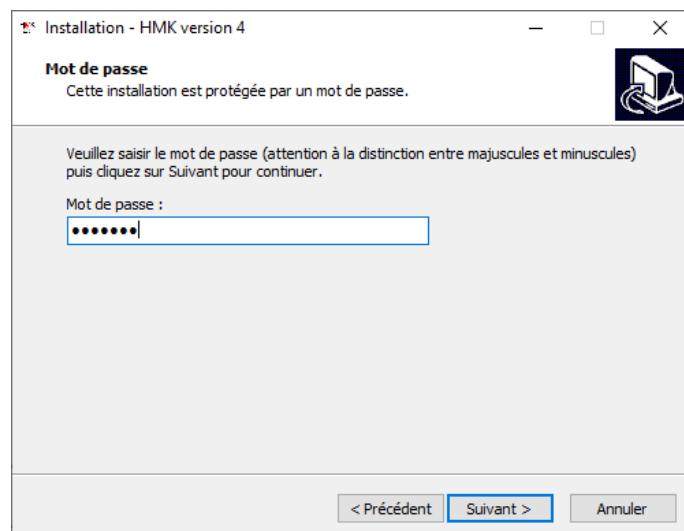 Installation - HMK version 4
Mot de passe
Cette installation est protégée par un mot de passe.
Veuillez saisir le mot de passe (attention à la distinction entre majuscules et minuscules)
puis cliquez sur Suivant pour continuer.
Mot de passe :
•••••••
< Précédent
Suivant >
Annuler